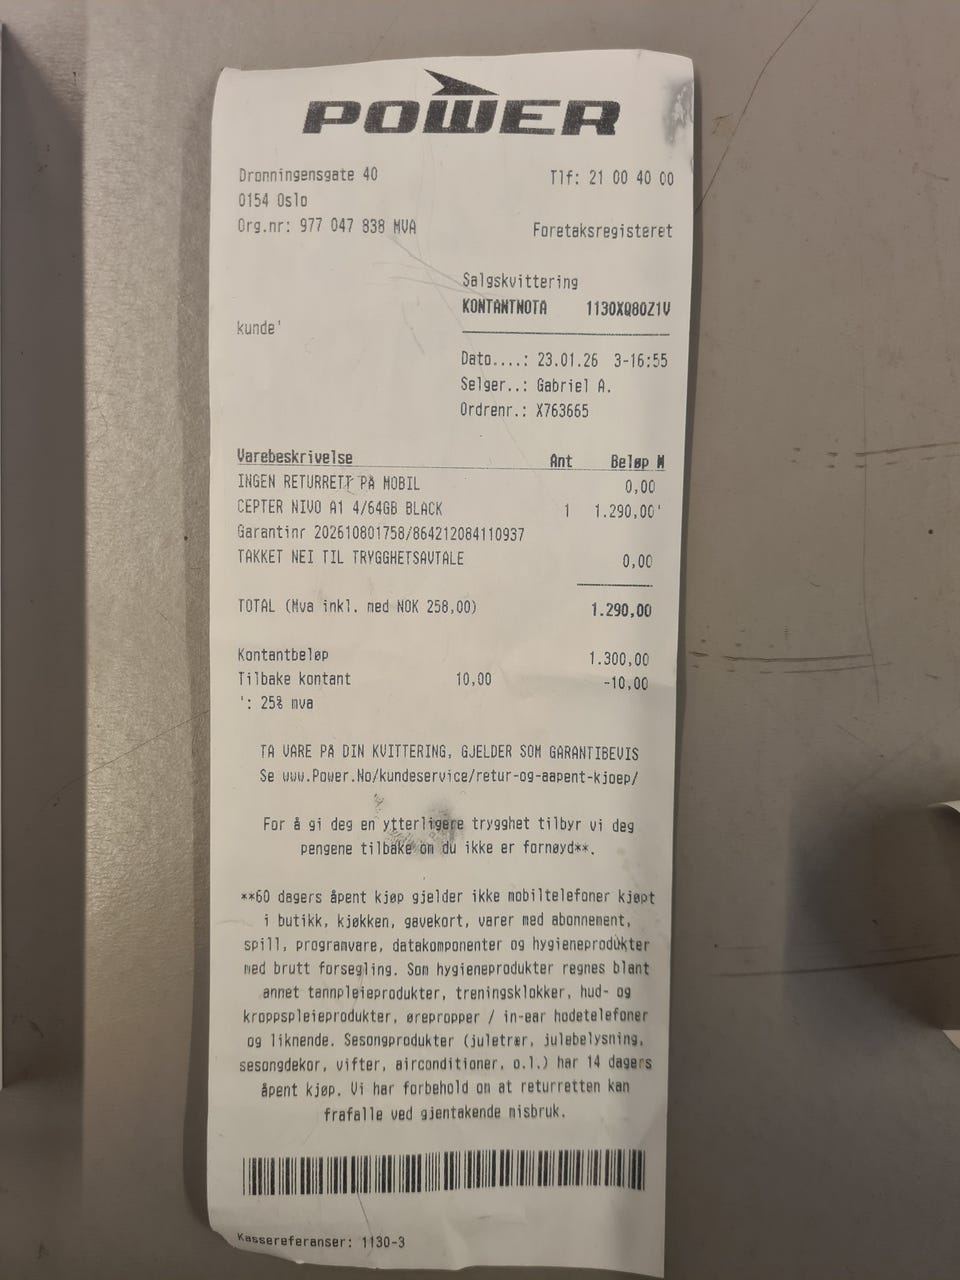 POWER
Dronningensgate 40 Tlf: 21 00 40 00
0154 Oslo
Org.nr: 977 047 838 MVA Foretaksregisteret
Salgskvittering
KONTANTNOTA 1130XQ80Z1V
kunde'
Dato....: 23.01.26 3-16:55
Selger..: Gabriel A.
Ordrenr.: X763665
Varebeskrivelse Ant Beløp M
INGEN RETURRETT PÅ MOBIL 0,00
CEPTER NIVO A1 4/64GB BLACK 1 1.290,00'
Garantinr 202610801758/864212084110937
TAKKET NEI TIL TRYGGHETSAVTALE 0,00
TOTAL (Mva inkl. med NOK 258,00) 1.290,00
Kontantbeløp 1.300,00
Tilbake kontant 10,00 -10,00
': 25% mva
TA VARE PÅ DIN KVITTERING, GJELDER SOM GARANTIBEVIS
Se www.Power.No/kundeservice/retur-og-aapent-kjoep/
For å gi deg en ytterligere trygghet tilbyr vi deg
pengene tilbake om du ikke er fornøyd**.
**60 dagers åpent kjøp gjelder ikke mobiltelefoner kjøpt
i butikk, kjøkken, gavekort, varer med abonnement,
spill, programvare, datakomponenter og hygieneprodukter
med brutt forsegling. Som hygieneprodukter regnes blant
annet tannpleieprodukter, treningsklokker, hud- og
kroppspleieprodukter, ørepropper / in-ear hodetelefoner
og liknende. Sesongprodukter (juletrær, julebelysning,
sesongdekor, vifter, airconditioner, o.l.) har 14 dagers
åpent kjøp. Vi har forbehold om at returretten kan
frafalle ved gjentakende misbruk.
Kassereferanser: 1130-3